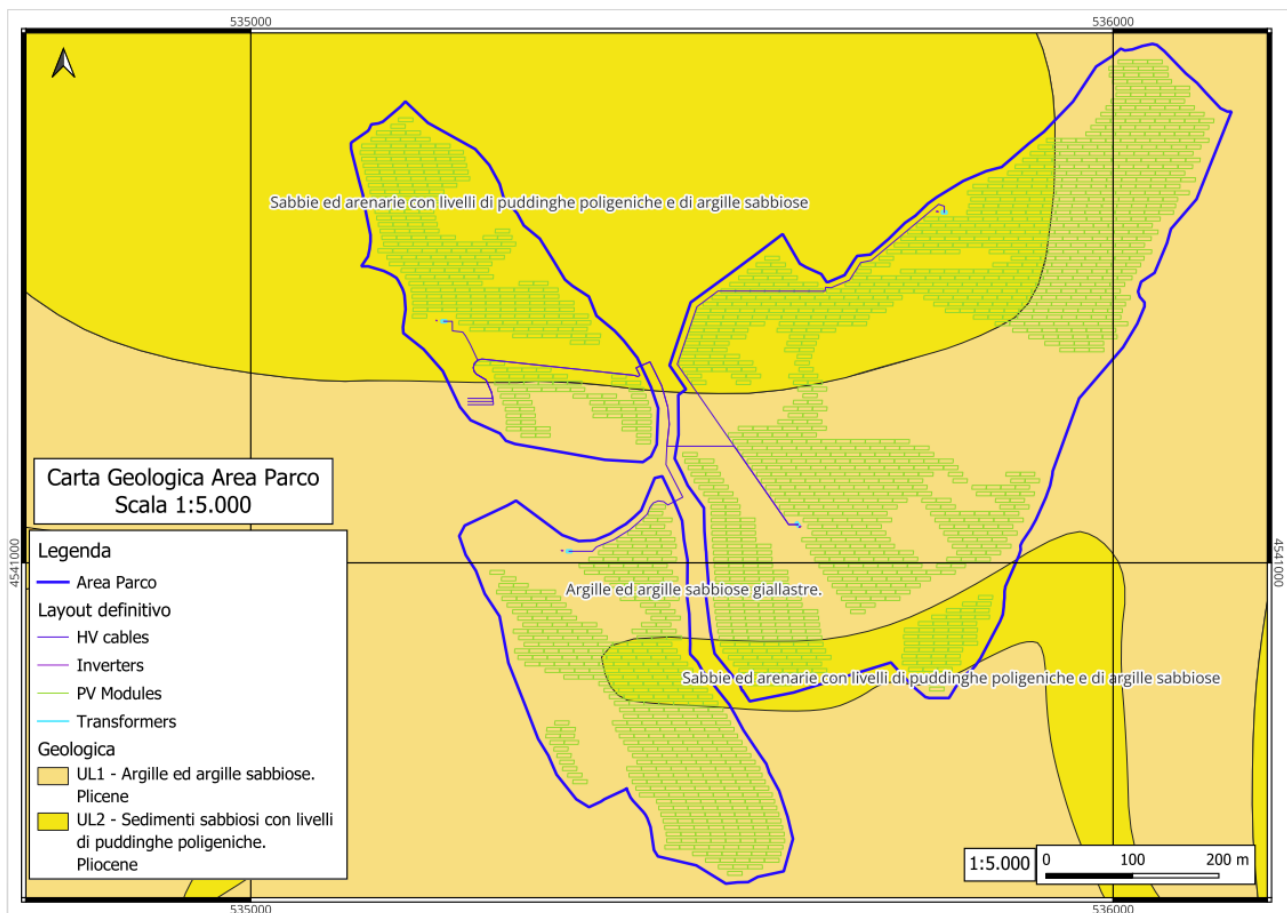 535000
536000
Sabbie ed arenarie con livelli di puddinghe poligeniche e di argille sabbiose
Carta Geologica Area Parco
Scala 1:5.000
Legenda
Area Parco
Layout definitivo
HV cables
Inverters
PV Modules
Transformers
Geologica
UL1 - Argille ed argille sabbiose.
Plicene
UL2 - Sedimenti sabbiosi con livelli
di puddinghe poligeniche.
Pliocene
4541000
4541000
Argille ed argille sabbiose giallastre.
Sabbie ed arenarie con livelli di puddinghe poligeniche e di argille sabbiose
1:5.000
0 100 200 m
535000
536000